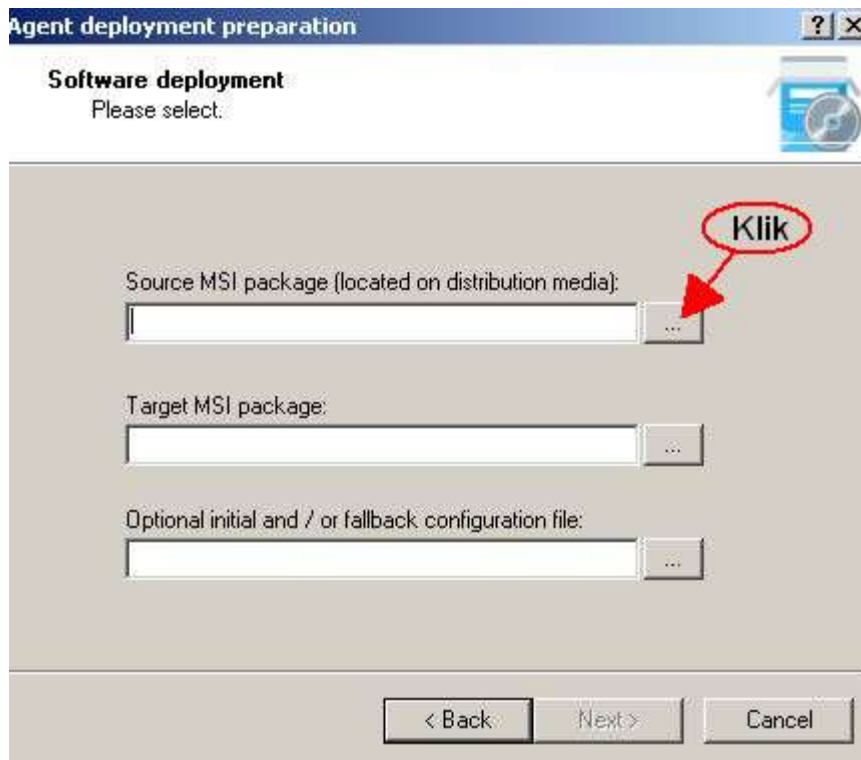 Agent deployment preparation
Software deployment
Please select.
Klik
Source MSI package (located on distribution media):
...
Target MSI package:
...
Optional initial and / or fallback configuration file:
...
< Back Next > Cancel